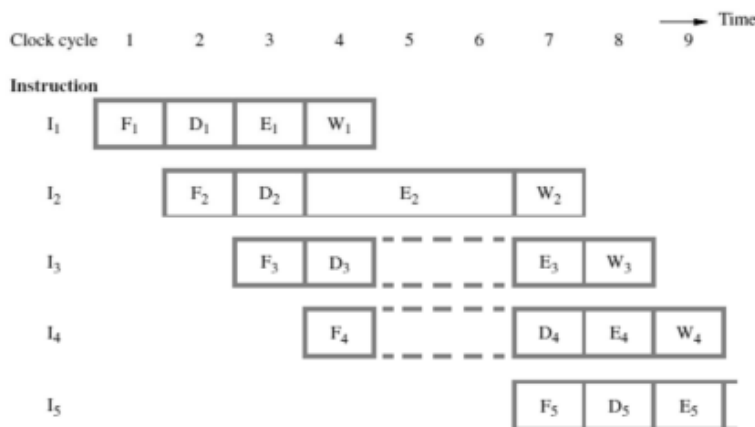 Time
Clock cycle 1 2 3 4 5 6 7 8 9
Instruction
I₁ F₁ D₁ E₁ W₁
I₂ F₂ D₂ E₂ W₂
I₃ F₃ D₃ E₃ W₃
I₄ F₄ D₄ E₄ W₄
I₅ F₅ D₅ E₅